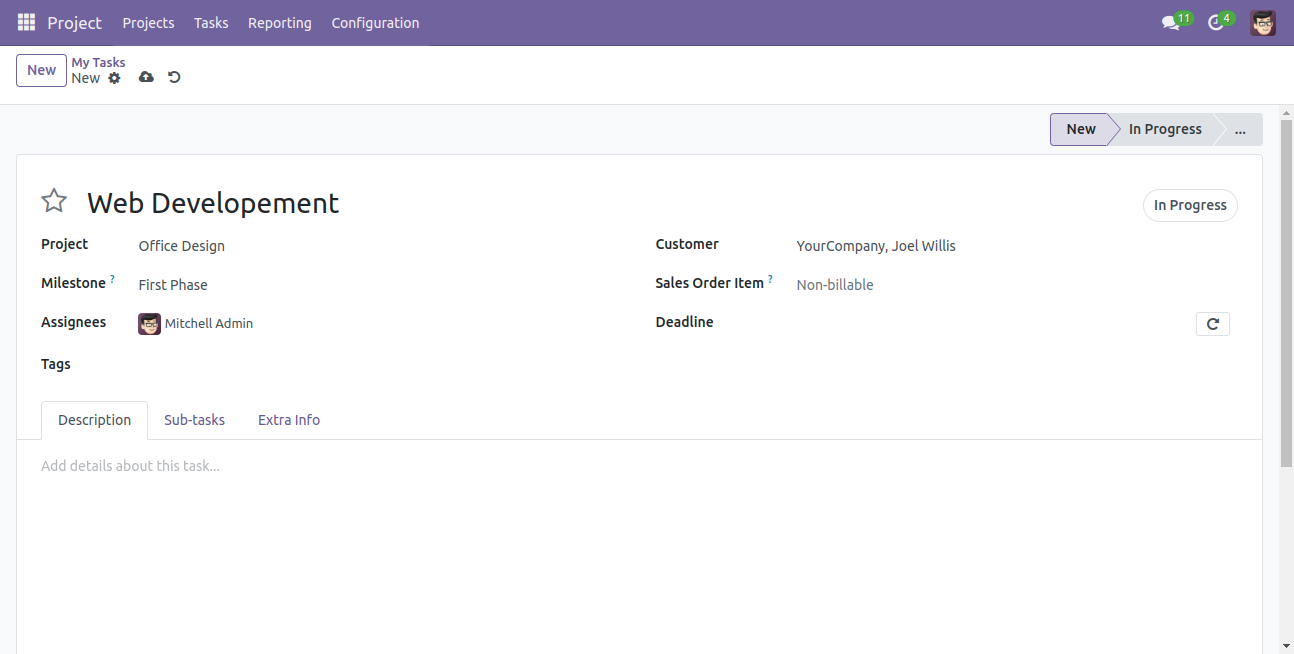 Project Projects Tasks Reporting Configuration 11 4
New My Tasks
New
New In Progress ...
Web Developement In Progress
Project Office Design Customer YourCompany, Joel Willis
Milestone ? First Phase Sales Order Item ? Non-billable
Assignees Mitchell Admin Deadline
Tags
Description Sub-tasks Extra Info
Add details about this task...